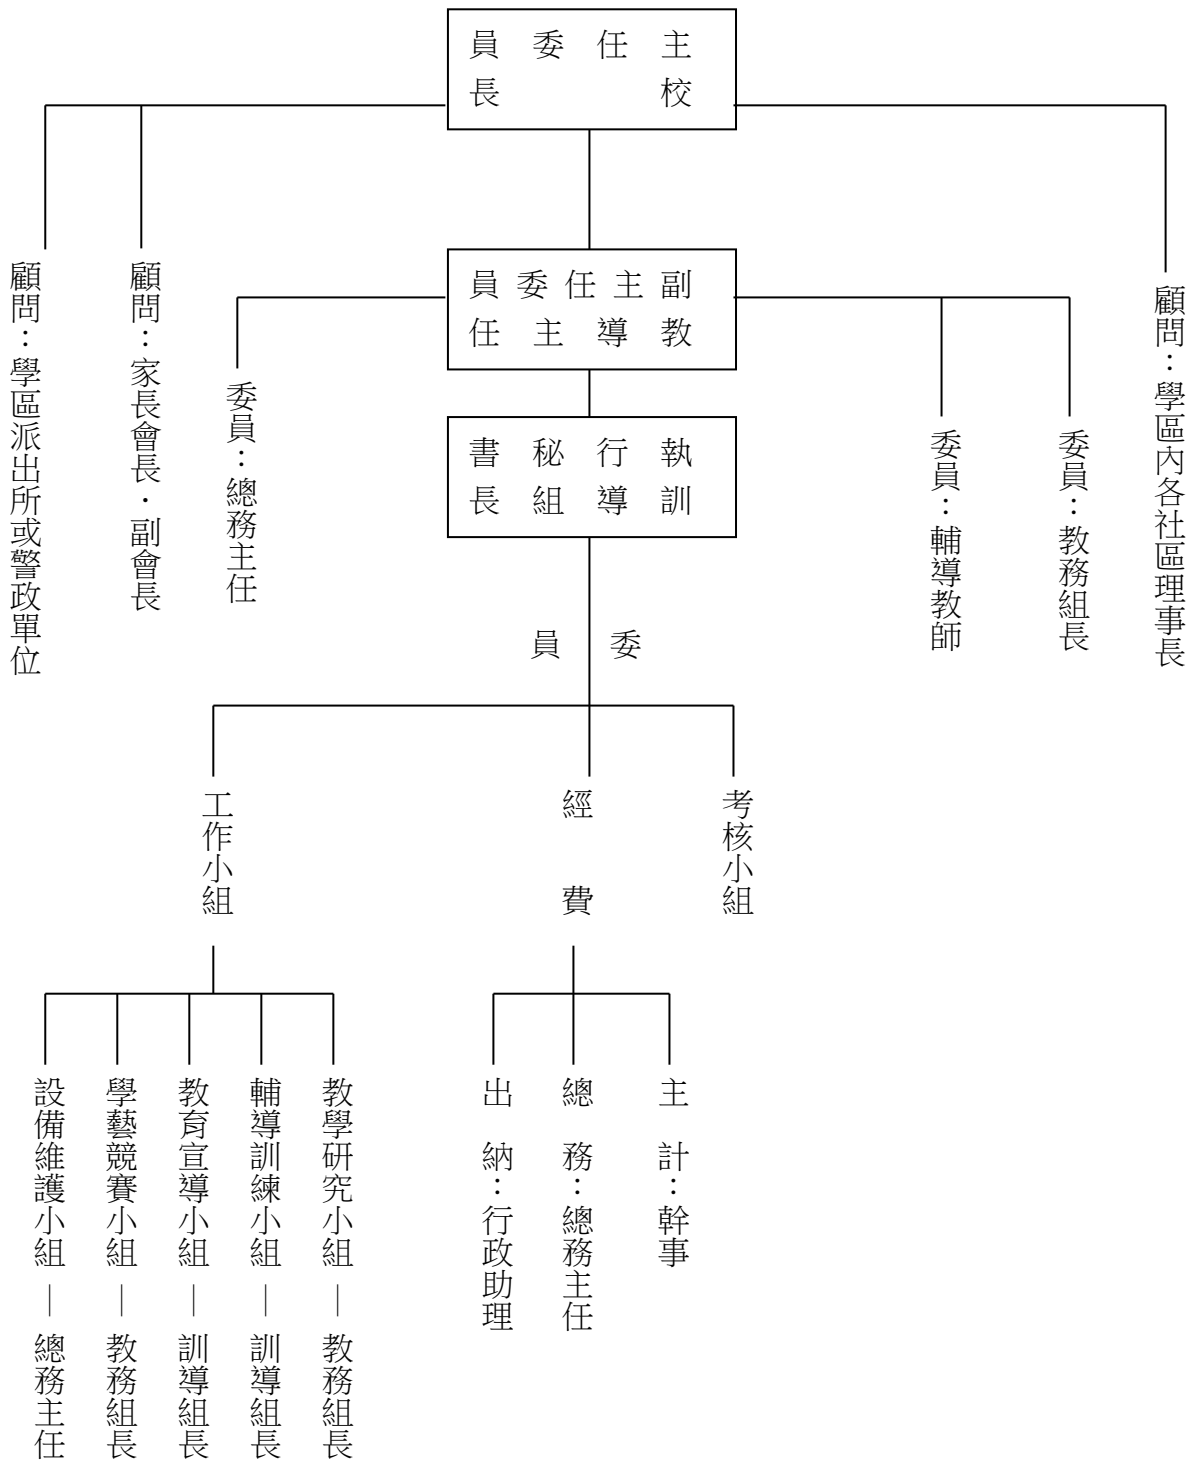 主任委員
校長
副主任委員
教導主任
執行秘書
訓導組長
顧問：學區內各社區理事長
委員：教務組長
委員：輔導教師
委員：總務主任
顧問：家長會長．副會長
顧問：學區派出所或警政單位
委員
考核小組
經費
工作小組
主計：幹事
總務：總務主任
出納：行政助理
教學研究小組｜教務組長
輔導訓練小組｜訓導組長
教育宣導小組｜訓導組長
學藝競賽小組｜教務組長
設備維護小組｜總務主任